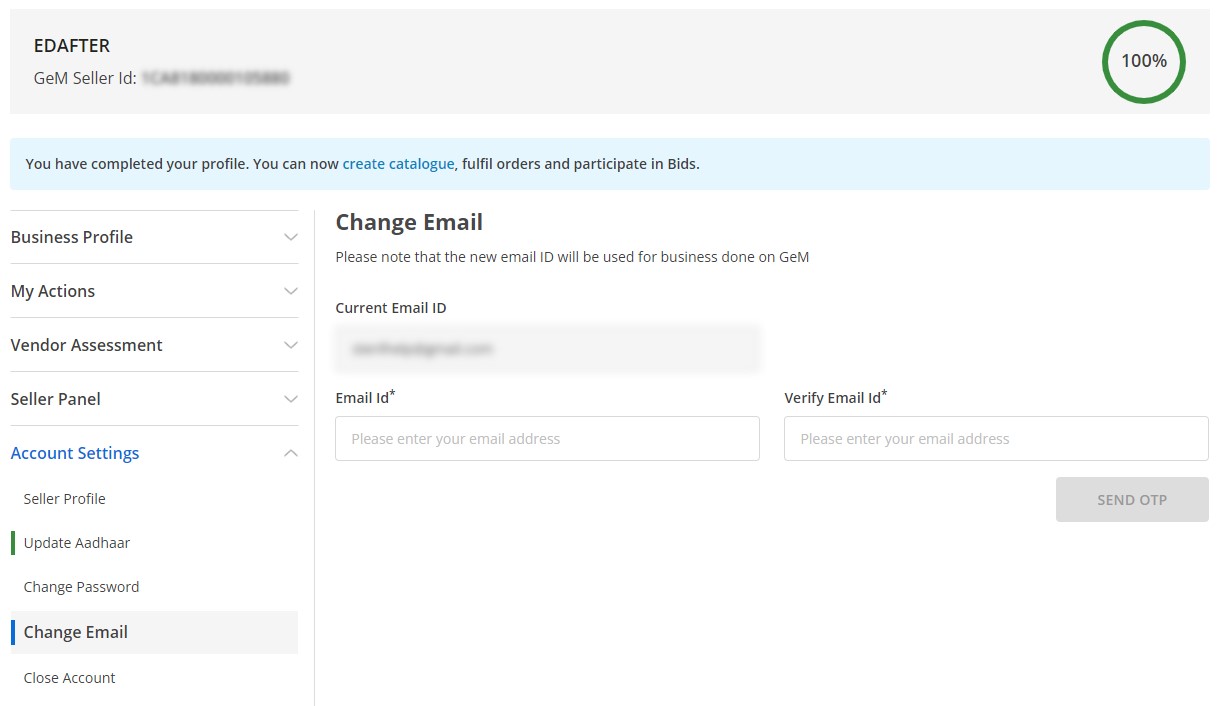 EDAFTER
GeM Seller Id:
100%
You have completed your profile. You can now create catalogue, fulfil orders and participate in Bids.
Business Profile
My Actions
Vendor Assessment
Seller Panel
Account Settings
Seller Profile
Update Aadhaar
Change Password
Change Email
Close Account
Change Email
Please note that the new email ID will be used for business done on GeM
Current Email ID
Email Id*
Please enter your email address
Verify Email Id*
Please enter your email address
SEND OTP